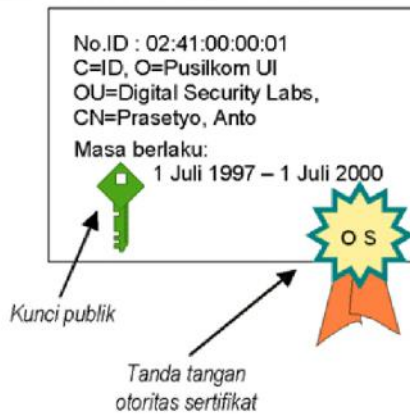 No.ID : 02:41:00:00:01
C=ID, O=Pusilkom UI
OU=Digital Security Labs,
CN=Prasetyo, Anto
Masa berlaku:
1 Juli 1997 – 1 Juli 2000
O S
Kunci publik
Tanda tangan
otoritas sertifikat